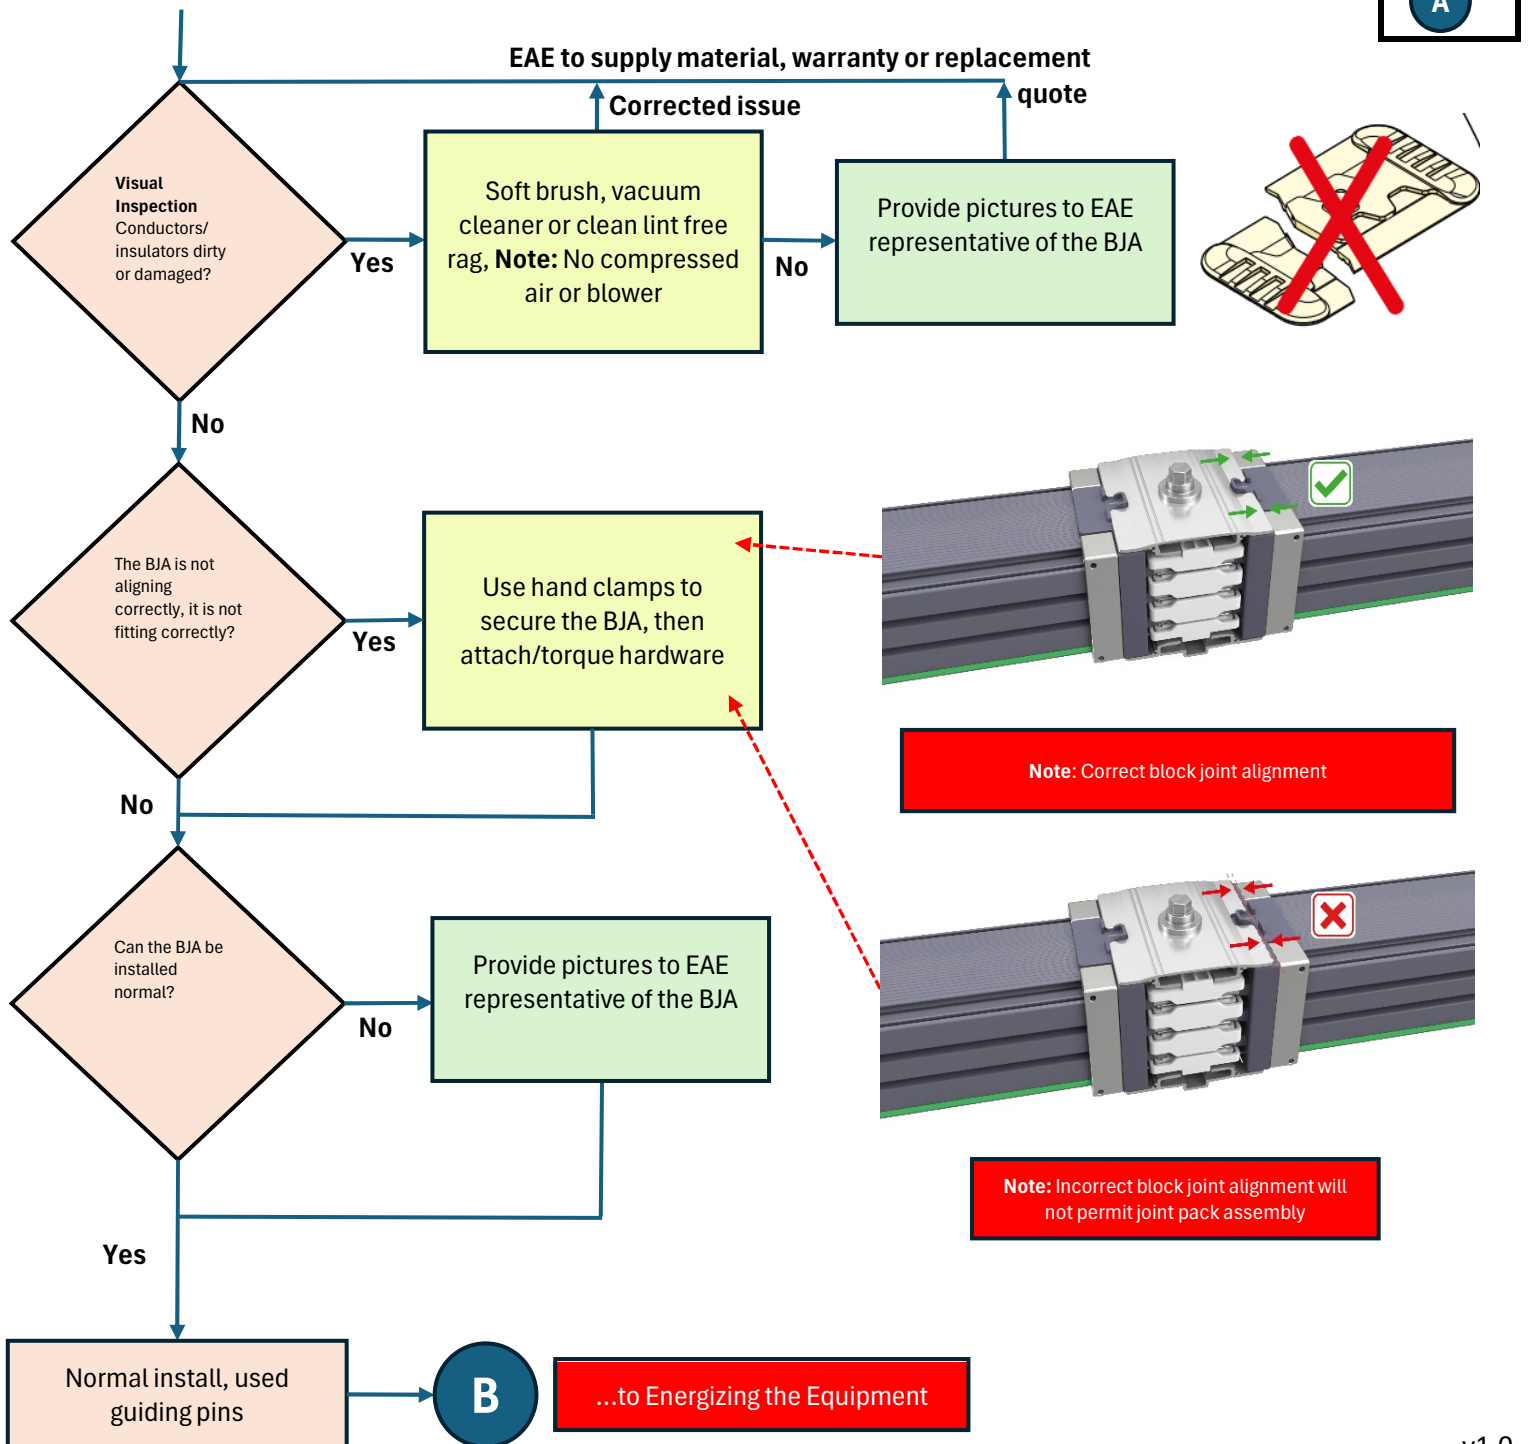 A
EAE to supply material, warranty or replacement
quote
Corrected issue
Visual
Inspection
Conductors/
insulators dirty
or damaged?
Yes
Soft brush, vacuum
cleaner or clean lint free
rag, Note: No compressed
air or blower
No
Provide pictures to EAE
representative of the BJA
No
The BJA is not
aligning
correctly, it is not
fitting correctly?
Yes
Use hand clamps to
secure the BJA, then
attach/torque hardware
Note: Correct block joint alignment
No
Can the BJA be
installed
normal?
No
Provide pictures to EAE
representative of the BJA
Note: Incorrect block joint alignment will
not permit joint pack assembly
Yes
Normal install, used
guiding pins
B
...to Energizing the Equipment
v1.0